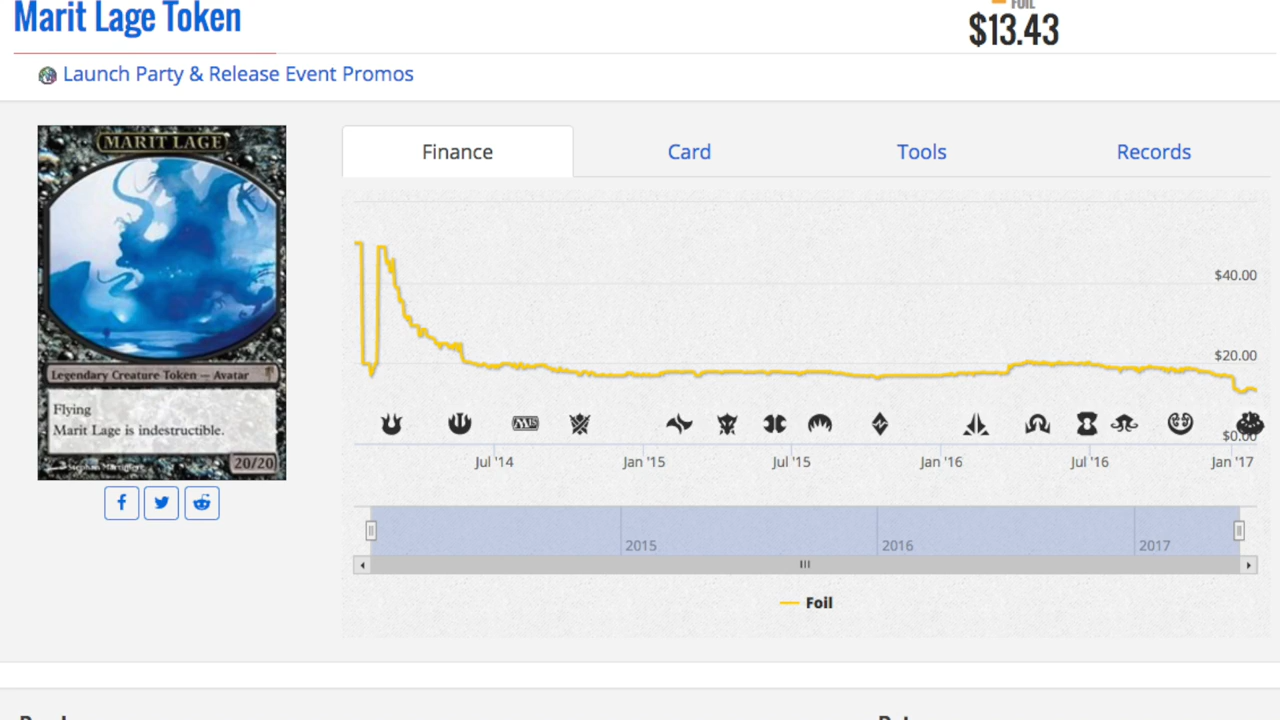 Marit Lage Token
FOIL
$13.43
Launch Party & Release Event Promos
MARIT LAGE
Legendary Creature Token — Avatar
Flying
Marit Lage is indestructible.
20/20
Finance
Card
Tools
Records
$40.00
$20.00
$0.00
Jul '14
Jan '15
Jul '15
Jan '16
Jul '16
Jan '17
2015
2016
2017
Foil